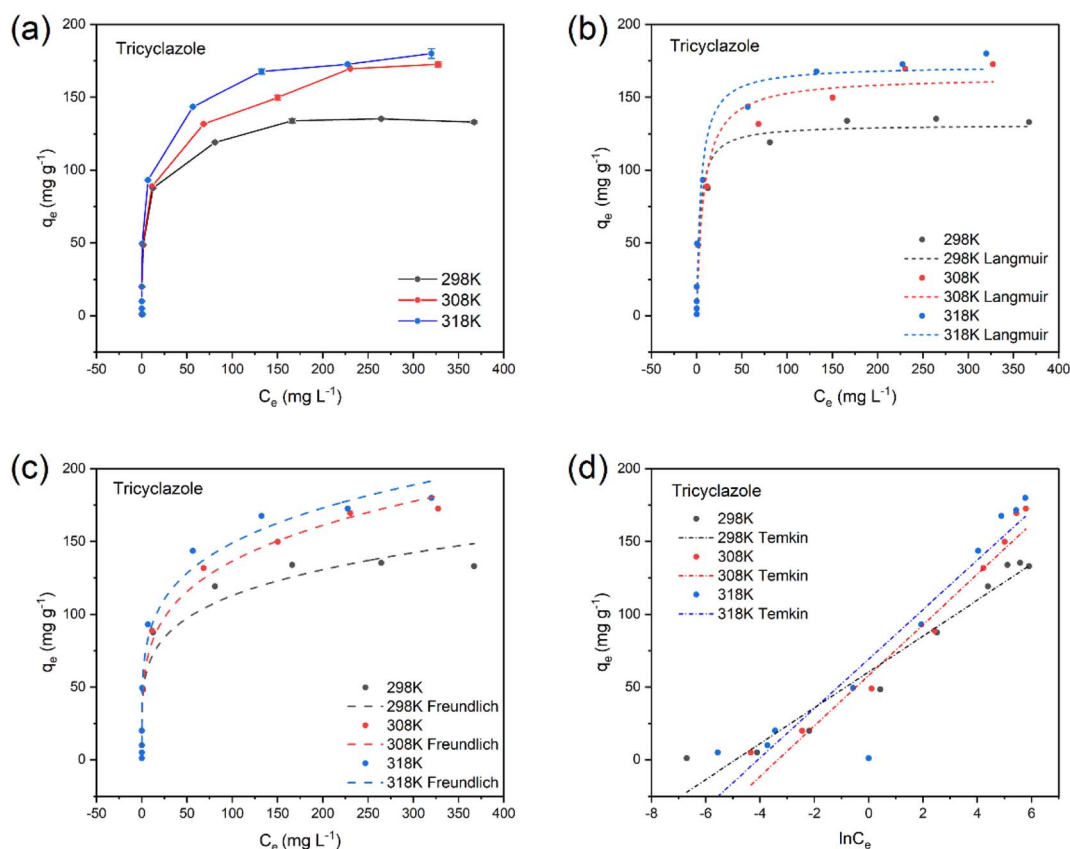 (a)
Tricyclazole
200
150
100
50
0
qe (mg g⁻¹)
298K
308K
318K
-50 0 50 100 150 200 250 300 350 400
Ce (mg L⁻¹)
(b)
Tricyclazole
200
150
100
50
0
qe (mg g⁻¹)
298K
298K Langmuir
308K
308K Langmuir
318K
318K Langmuir
-50 0 50 100 150 200 250 300 350 400
Ce (mg L⁻¹)
(c)
Tricyclazole
200
150
100
50
0
qe (mg g⁻¹)
298K
298K Freundlich
308K
308K Freundlich
318K
318K Freundlich
-50 0 50 100 150 200 250 300 350 400
Ce (mg L⁻¹)
(d)
Tricyclazole
298K
298K Temkin
308K
308K Temkin
318K
318K Temkin
200
150
100
50
0
qe (mg g⁻¹)
-8 -6 -4 -2 0 2 4 6
lnCe